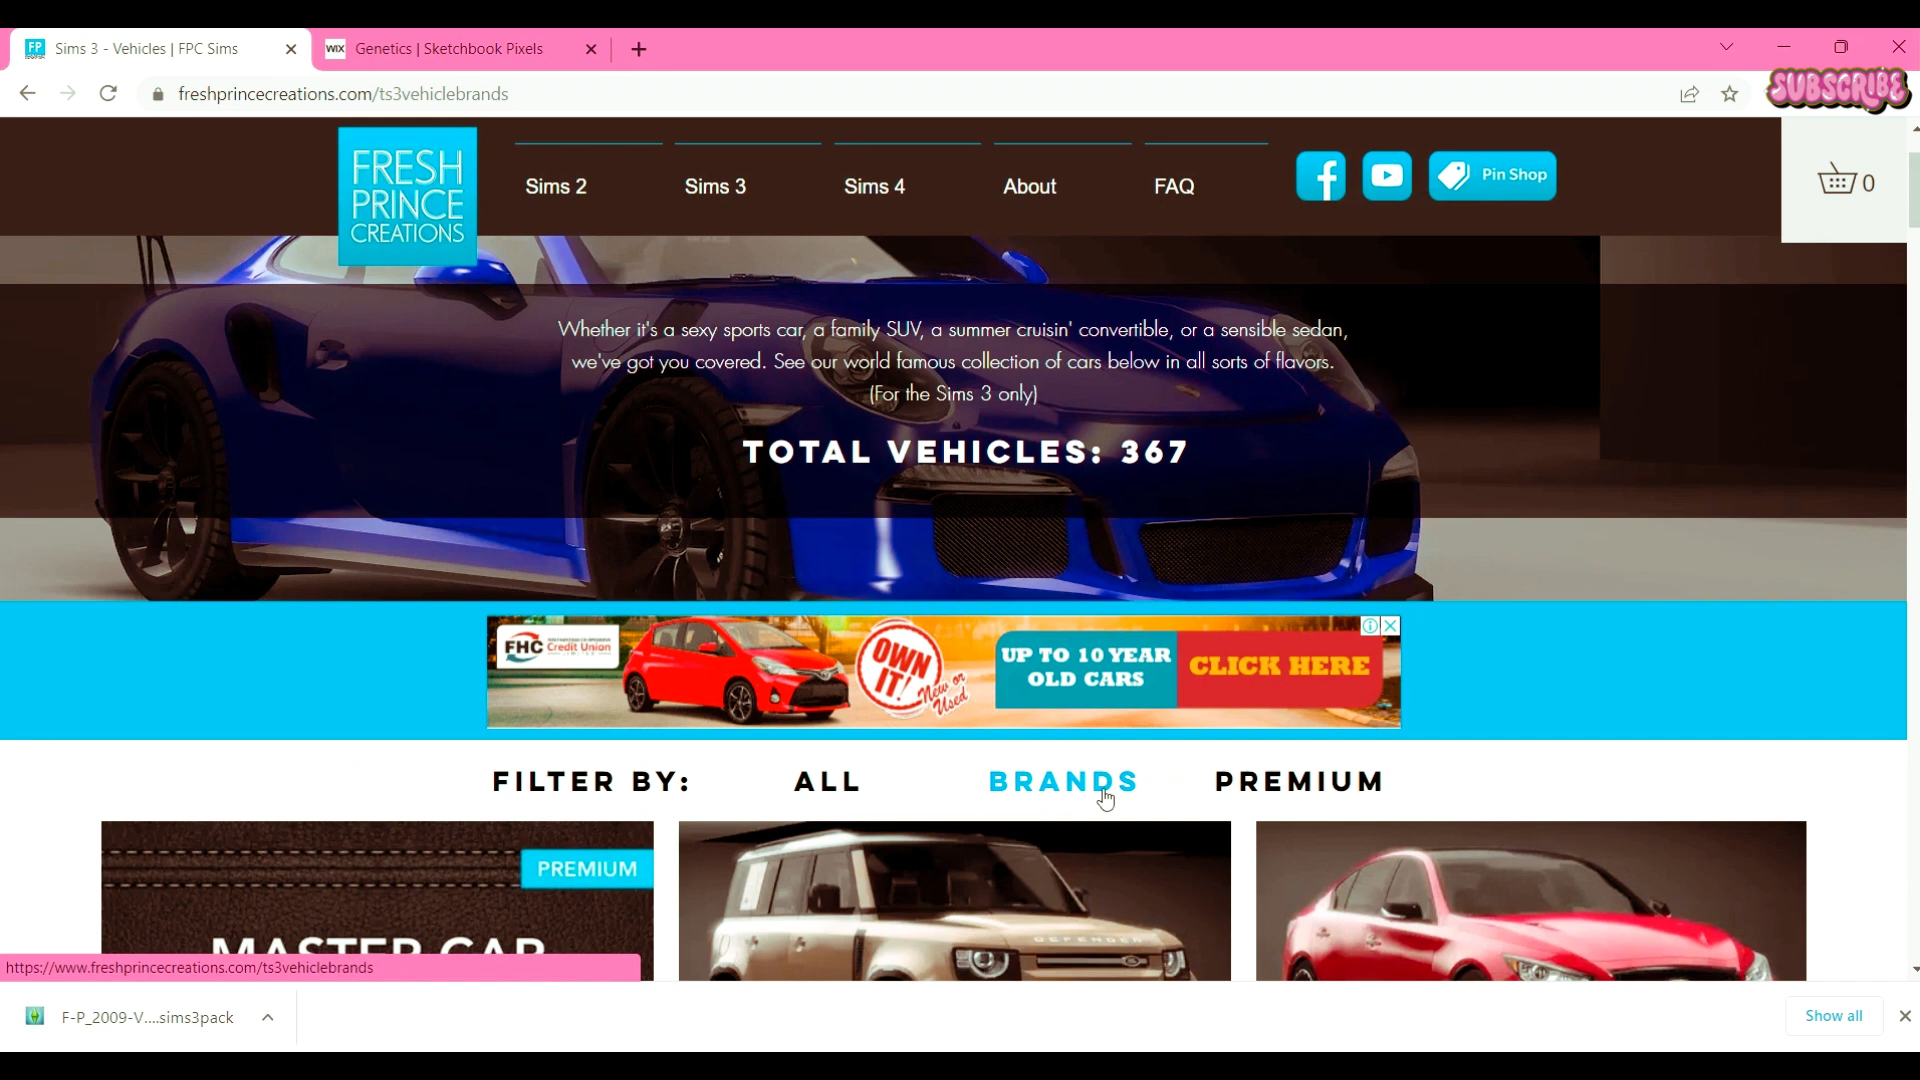 FP
Sims 3 - Vehicles | FPC Sims
WIX
Genetics | Sketchbook Pixels
freshprincecreations.com/ts3vehiclebrands
SUBSCRIBE
FRESH
PRINCE
CREATIONS
Sims 2
Sims 3
Sims 4
About
FAQ
Pin Shop
0
Whether it's a sexy sports car, a family SUV, a summer cruisin' convertible, or a sensible sedan,
we've got you covered. See our world famous collection of cars below in all sorts of flavors.
(For the Sims 3 only)
TOTAL VEHICLES: 367
FHC Credit Union
OWN
IT!
New or
Used
UP TO 10 YEAR
OLD CARS
CLICK HERE
FILTER BY:
ALL
BRANDS
PREMIUM
PREMIUM
MASTER CAR
DEFENDER
https://www.freshprincecreations.com/ts3vehiclebrands
F-P_2009-V....sims3pack
Show all